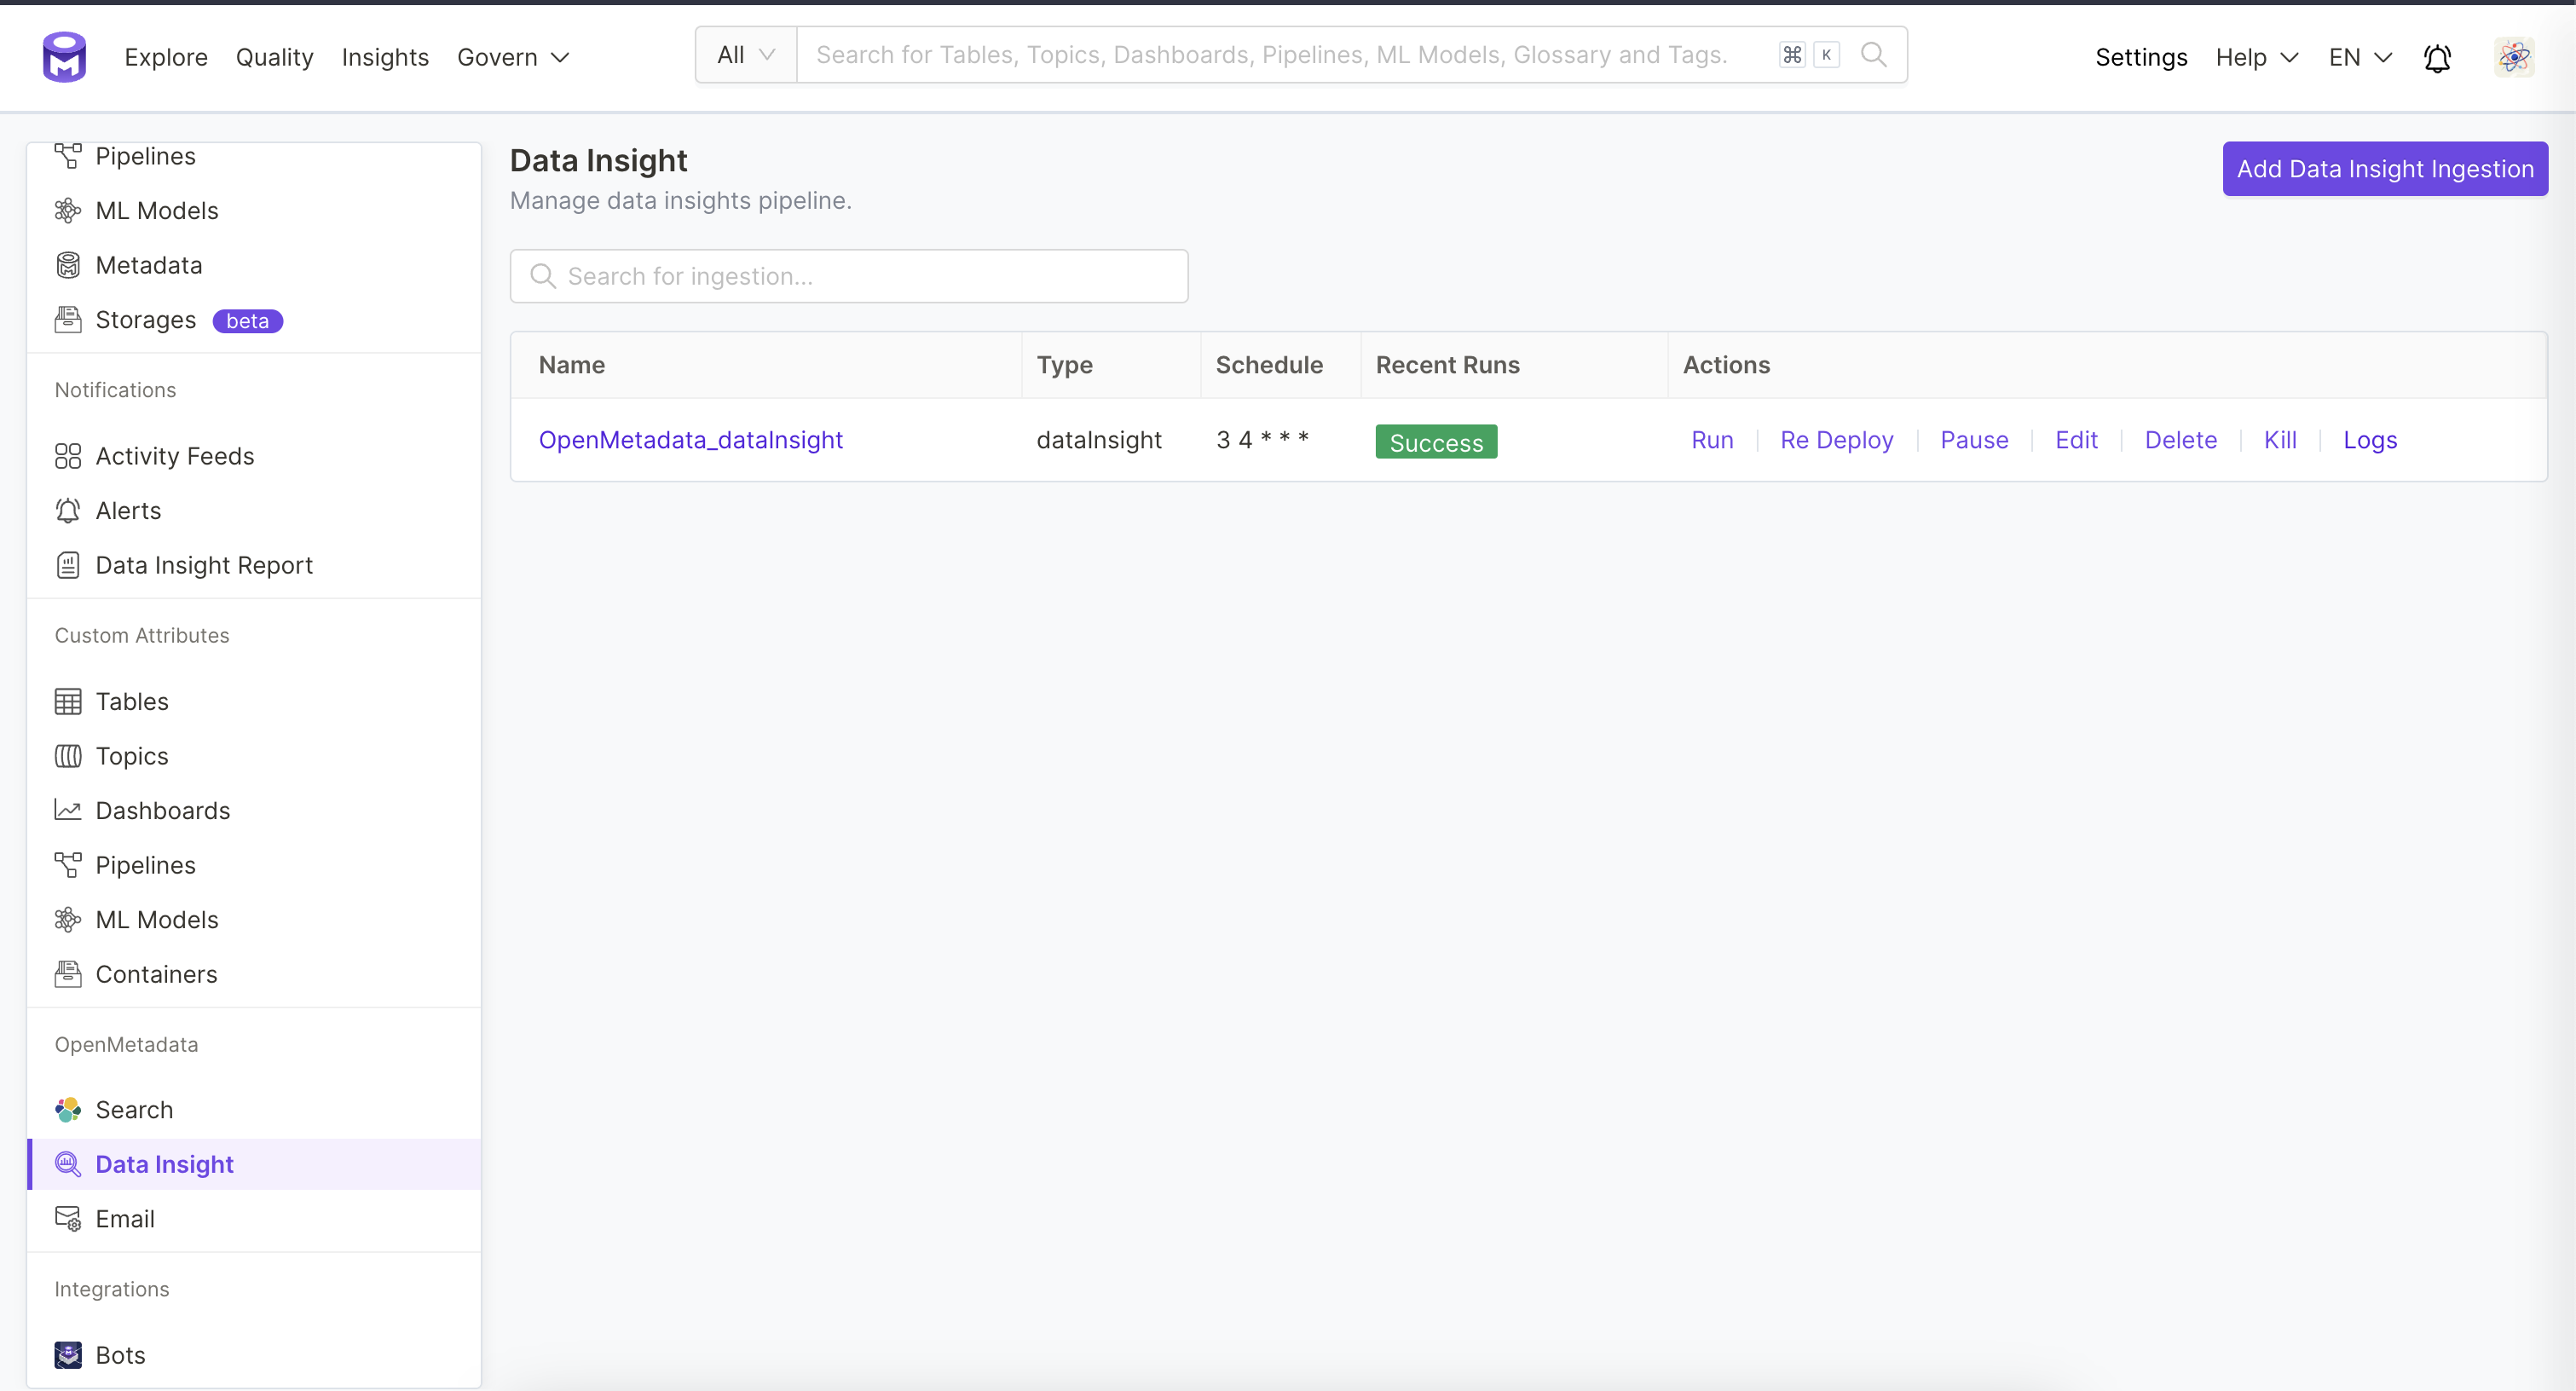 Explore Quality Insights Govern
All Search for Tables, Topics, Dashboards, Pipelines, ML Models, Glossary and Tags. ⌘ K
Settings Help EN
Pipelines
ML Models
Metadata
Storages beta
Notifications
Activity Feeds
Alerts
Data Insight Report
Custom Attributes
Tables
Topics
Dashboards
Pipelines
ML Models
Containers
OpenMetadata
Search
Data Insight
Email
Integrations
Bots
Data Insight
Manage data insights pipeline.
Add Data Insight Ingestion
Search for ingestion...
Name Type Schedule Recent Runs Actions
OpenMetadata_dataInsight dataInsight 3 4 * * * Success Run Re Deploy Pause Edit Delete Kill Logs